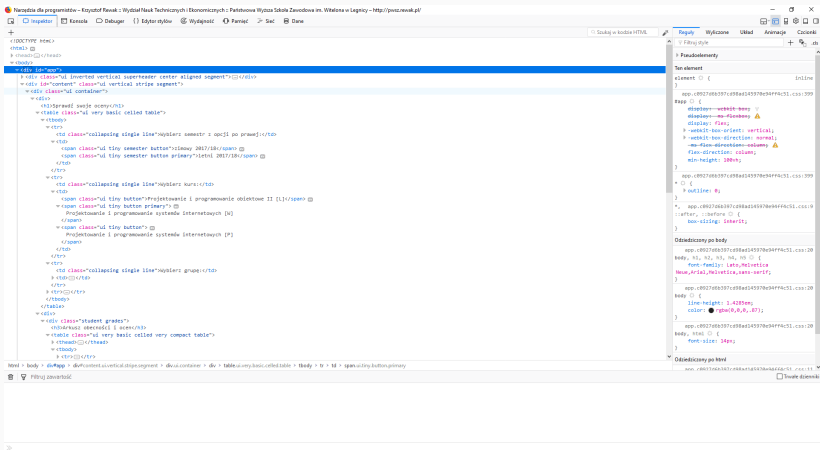 Narzędzia dla programistów – Krzysztof Rewak :: Wydział Nauk Technicznych i Ekonomicznych :: Państwowa Wyższa Szkoła Zawodowa im. Witelona w Legnicy – http://pwsz.rewak.pl/
Inspektor Konsola Debuger Edytor stylów Wydajność Pamięć Sieć Dane
+ Szukaj w kodzie HTML
<!DOCTYPE html>
<html>
<head></head>
<body>
<div id="app">
<div class="ui inverted vertical superheader center aligned segment"></div>
<div id="content" class="ui vertical stripe segment">
<div class="ui container">
<div>
<h1>Sprawdź swoje oceny</h1>
<table class="ui very basic celled table">
<tbody>
<tr>
<td class="collapsing single line">Wybierz semestr z opcji po prawej:</td>
<td>
<span class="ui tiny semester button">zimowy 2017/18</span>
<span class="ui tiny semester button primary">letni 2017/18</span>
</td>
</tr>
<tr>
<td class="collapsing single line">Wybierz kurs:</td>
<td>
<span class="ui tiny button">Projektowanie i programowanie obiektowe II [L]</span>
<span class="ui tiny button primary">
Projektowanie i programowanie systemów internetowych [W]
</span>
<span class="ui tiny button">
Projektowanie i programowanie systemów internetowych [P]
</span>
</td>
</tr>
<tr>
<td class="collapsing single line">Wybierz grupę:</td>
<td></td>
</tr>
<tr></tr>
</tbody>
</table>
<div>
<div class="student grades">
<h3>Arkusz obecności i ocen</h3>
<table class="ui very basic celled very compact table">
<thead></thead>
<tbody>
<tr></tr>
html > body > div#app > div#content.ui.vertical.stripe.segment > div.ui.container > div > table.ui.very.basic.celled.table > tbody > tr > td > span.ui.tiny.button.primary
Filtruj zawartość
Trwałe dzienniki
>>
Reguły Wyliczone Układ Animacje Czcionki
Filtruj style + .cls
Pseudoelementy
Ten element
element { inline
}
#app {
display: -webkit-box;
display: -ms-flexbox;
display: flex;
-webkit-box-orient: vertical;
-webkit-box-direction: normal;
-ms-flex-direction: column;
flex-direction: column;
min-height: 100vh;
}
* {
outline: 0;
}
*,
::after, ::before {
box-sizing: inherit;
}
Odziedziczony po body
body, h1, h2, h3, h4, h5 {
font-family: Lato,Helvetica
Neue,Arial,Helvetica,sans-serif;
}
body {
line-height: 1.4285em;
color: rgba(0,0,0,.87);
}
body, html {
font-size: 14px;
}
Odziedziczony po html